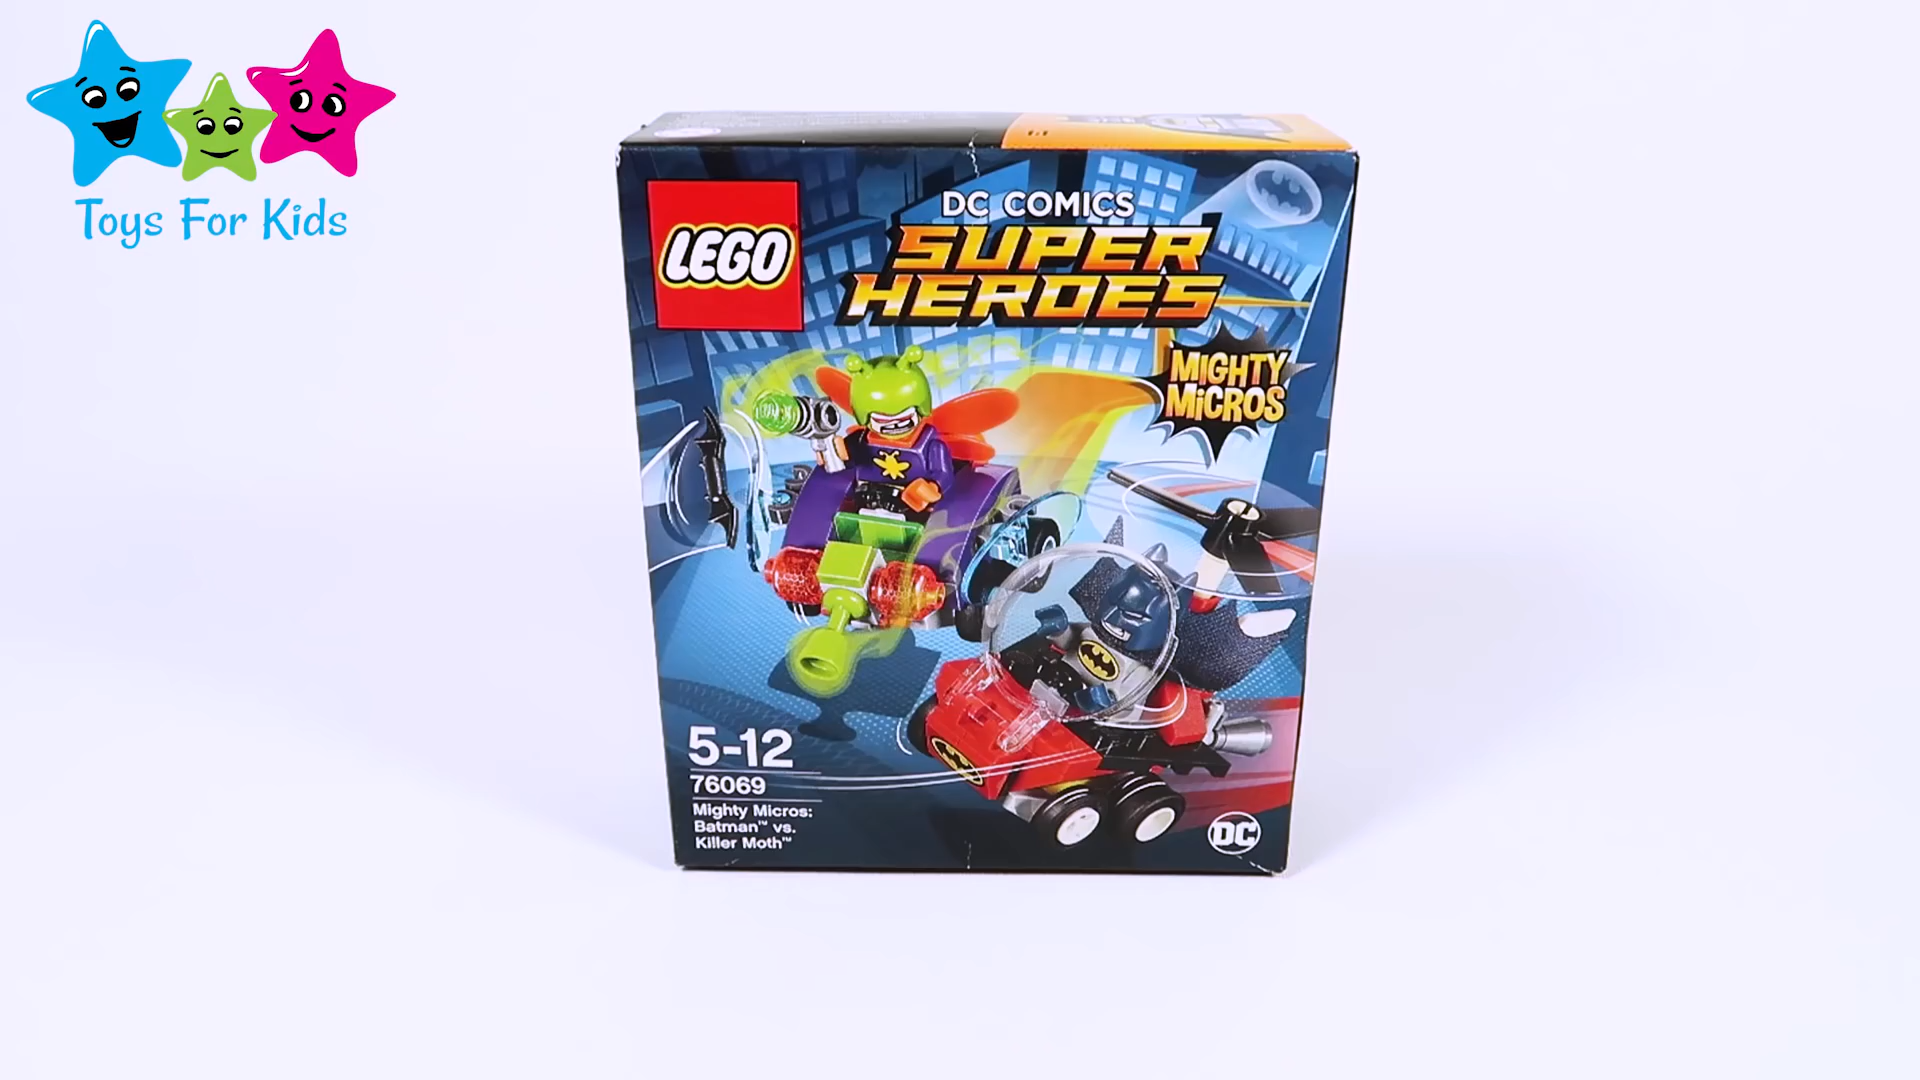 Toys For Kids
LEGO
DC COMICS
SUPER
HEROES
MIGHTY
MiCROS
5-12
76069
Mighty Micros:
Batman™ vs.
Killer Moth™
DC